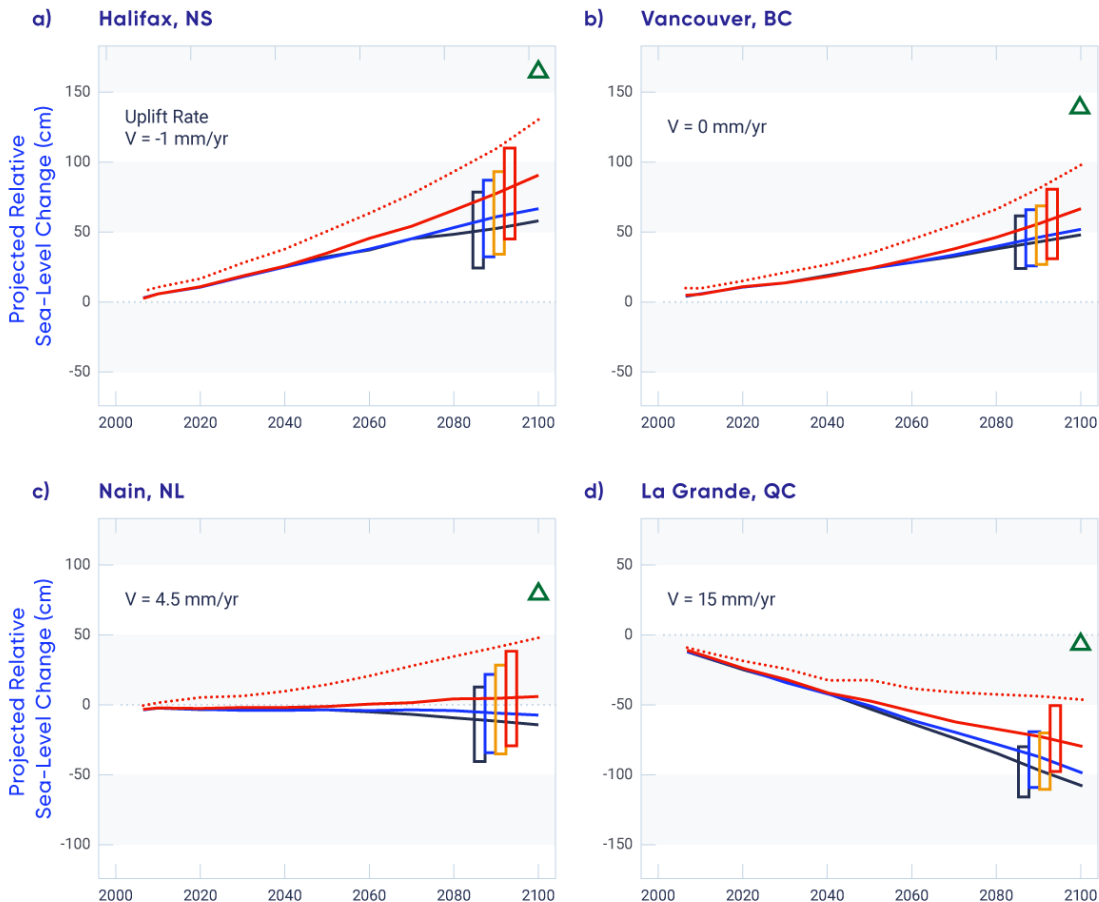 a) Halifax, NS
Projected Relative
Sea-Level Change (cm)
150
100
50
0
-50
Uplift Rate
V = -1 mm/yr
2000 2020 2040 2060 2080 2100
b) Vancouver, BC
150
100
50
0
-50
V = 0 mm/yr
2000 2020 2040 2060 2080 2100
c) Nain, NL
Projected Relative
Sea-Level Change (cm)
100
50
0
-50
-100
V = 4.5 mm/yr
2000 2020 2040 2060 2080 2100
d) La Grande, QC
50
0
-50
-100
-150
V = 15 mm/yr
2000 2020 2040 2060 2080 2100